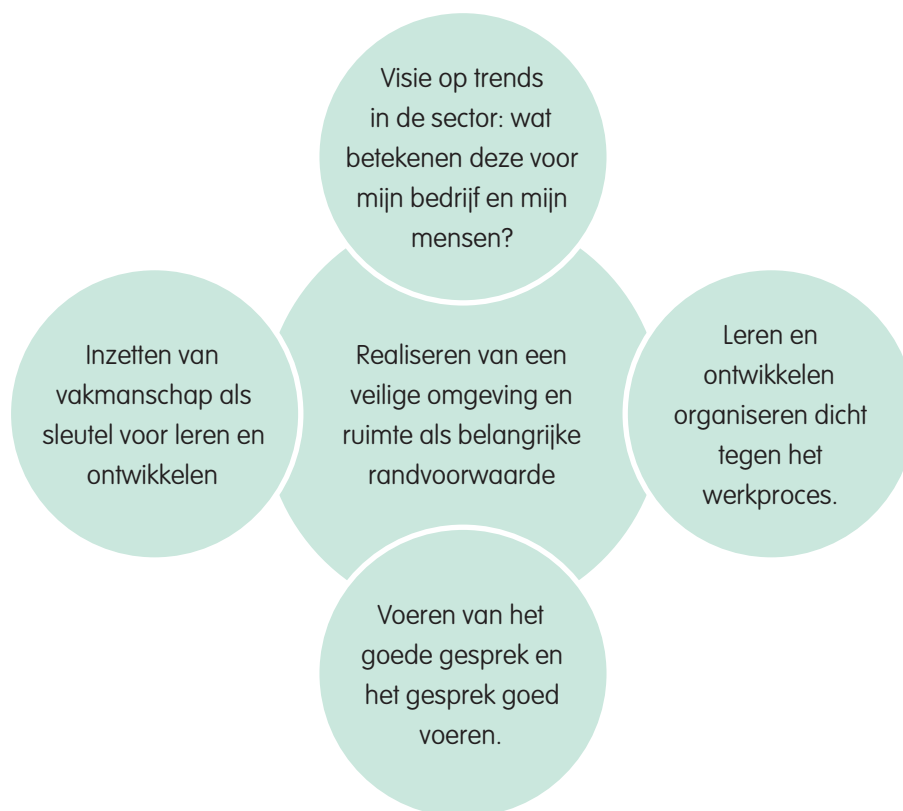 Visie op trends
in de sector: wat
betekenen deze voor
mijn bedrijf en mijn
mensen?
Inzetten van
vakmanschap als
sleutel voor leren en
ontwikkelen
Realiseren van een
veilige omgeving en
ruimte als belangrijke
randvoorwaarde
Leren en
ontwikkelen
organiseren dicht
tegen het
werkproces.
Voeren van het
goede gesprek en
het gesprek goed
voeren.